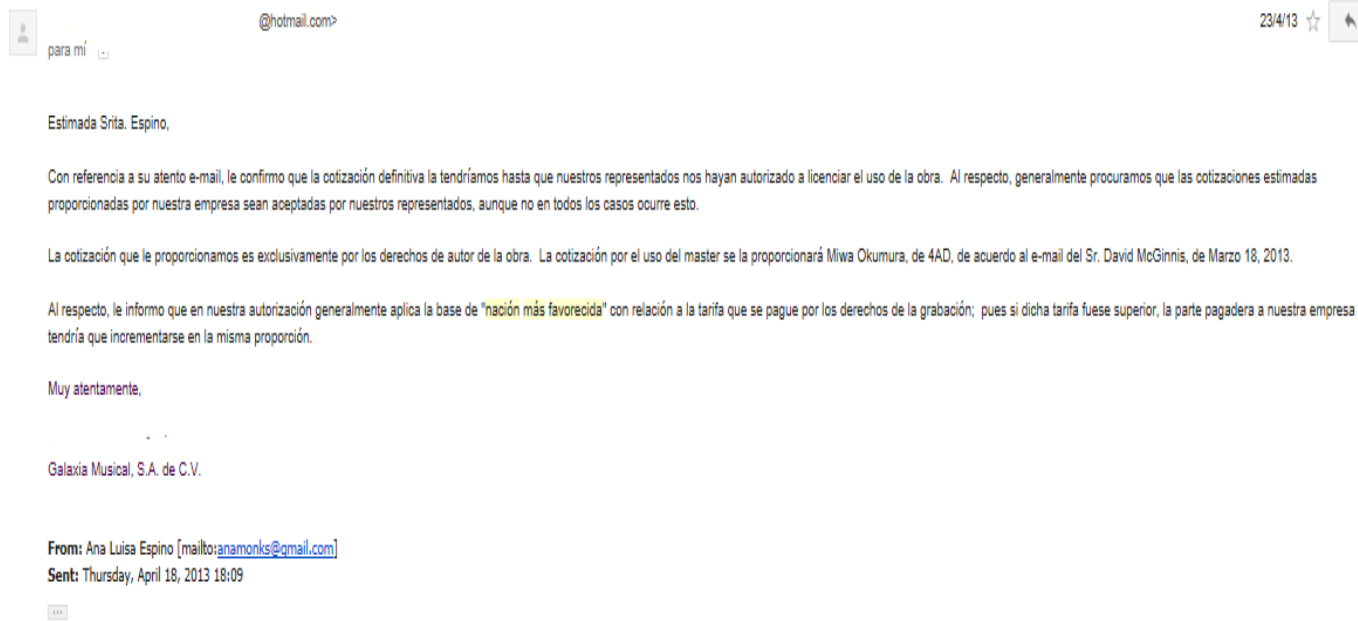 @hotmail.com>
23/4/13
para mí
Estimada Srita. Espino,
Con referencia a su atento e-mail, le confirmo que la cotización definitiva la tendríamos hasta que nuestros representados nos hayan autorizado a licenciar el uso de la obra.  Al respecto, generalmente procuramos que las cotizaciones estimadas
proporcionadas por nuestra empresa sean aceptadas por nuestros representados, aunque no en todos los casos ocurre esto.
La cotización que le proporcionamos es exclusivamente por los derechos de autor de la obra.  La cotización por el uso del master se la proporcionará Miwa Okumura, de 4AD, de acuerdo al e-mail del Sr. David McGinnis, de Marzo 18, 2013.
Al respecto, le informo que en nuestra autorización generalmente aplica la base de "nación más favorecida" con relación a la tarifa que se pague por los derechos de la grabación;  pues si dicha tarifa fuese superior, la parte pagadera a nuestra empresa
tendría que incrementarse en la misma proporción.
Muy atentamente,
Galaxia Musical, S.A. de C.V.
From: Ana Luisa Espino [mailto:anamonks@gmail.com]
Sent: Thursday, April 18, 2013 18:09